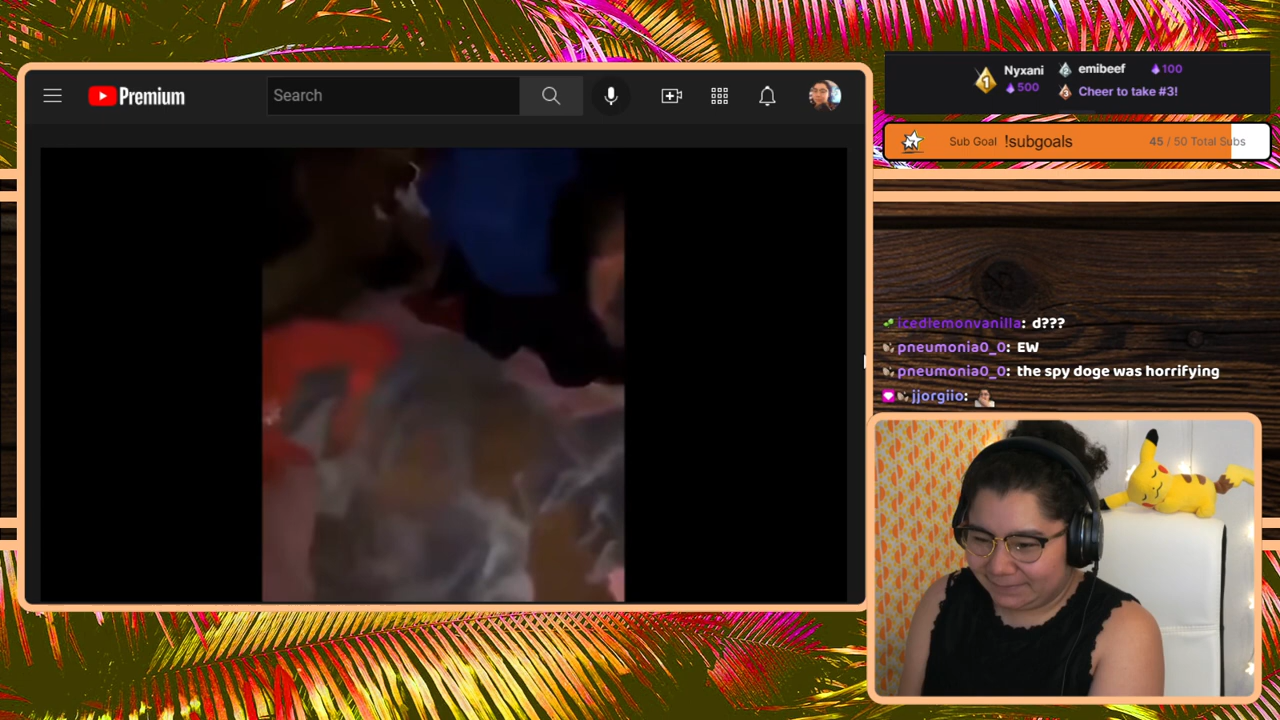 Premium
Search
Nyxani
500
emibeef
100
Cheer to take #3!
Sub Goal !subgoals
45 / 50 Total Subs
icedlemonvanilla: d???
pneumonia0_0: EW
pneumonia0_0: the spy doge was horrifying
jjorgiio: